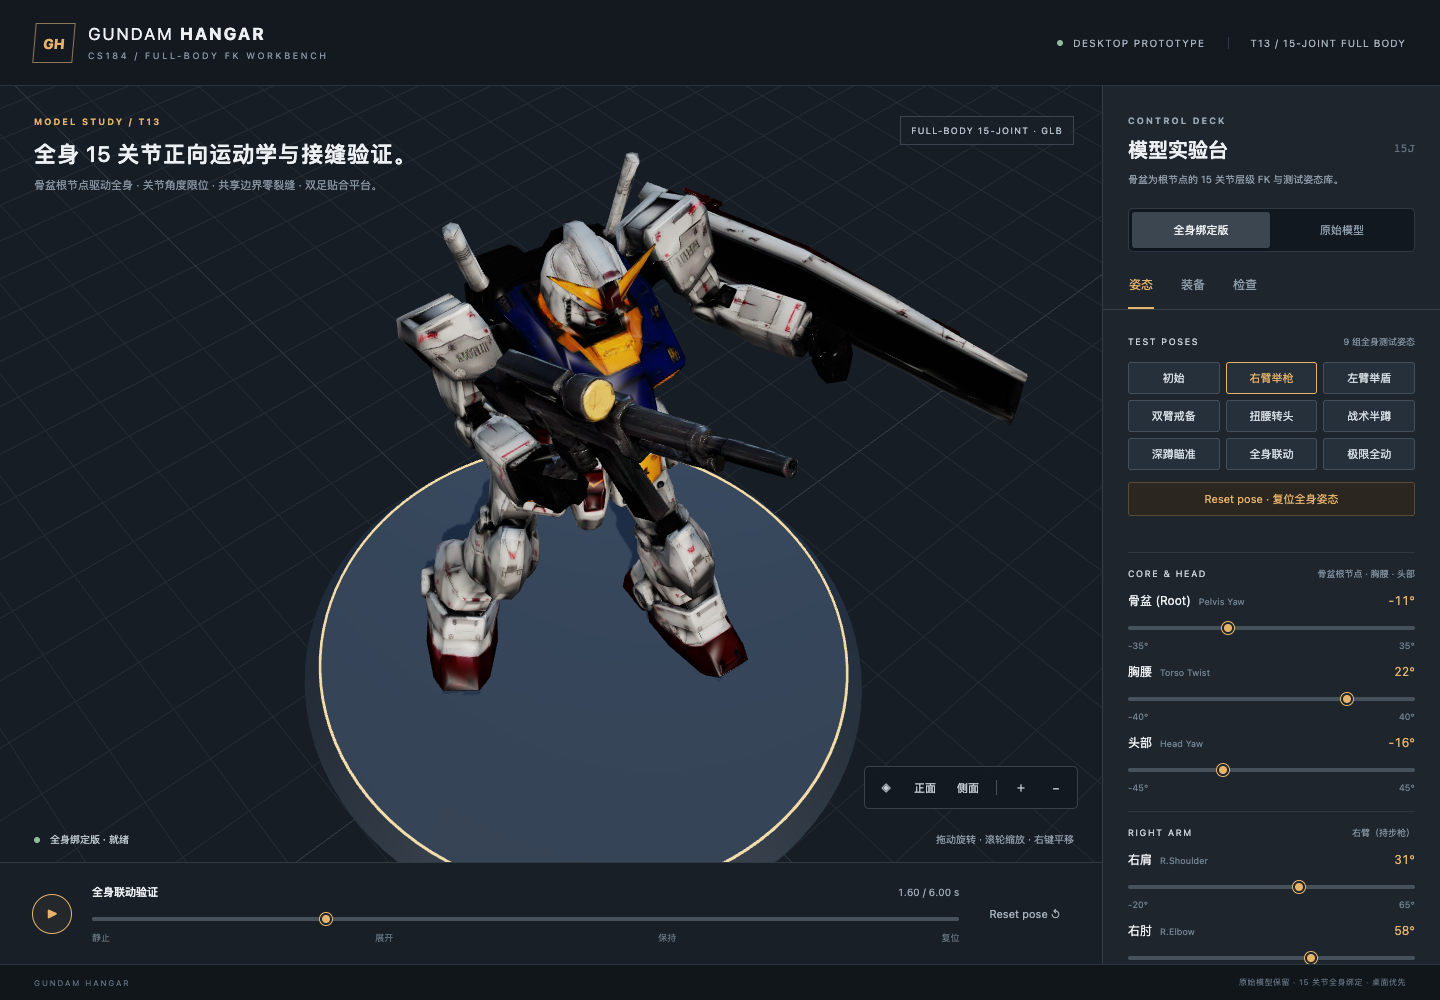 GH
GUNDAM HANGAR
CS184 / FULL-BODY FK WORKBENCH
DESKTOP PROTOTYPE
T13 / 15-JOINT FULL BODY
MODEL STUDY / T13
全身 15 关节正向运动学与接缝验证。
骨盆根节点驱动全身 · 关节角度限位 · 共享边界零裂缝 · 双足贴合平台。
FULL-BODY 15-JOINT · GLB
正面 侧面 + −
全身绑定版 · 就绪
拖动旋转 · 滚轮缩放 · 右键平移
全身联动验证
1.60 / 6.00 s
静止 展开 保持 复位
Reset pose ↺
CONTROL DECK
模型实验台
15J
骨盆为根节点的 15 关节层级 FK 与测试姿态库。
全身绑定版 原始模型
姿态 装备 检查
TEST POSES
9 组全身测试姿态
初始 右臂举枪 左臂举盾
双臂戒备 扭腰转头 战术半蹲
深蹲瞄准 全身联动 极限全动
Reset pose · 复位全身姿态
CORE & HEAD
骨盆根节点 · 胸腰 · 头部
骨盆 (Root) Pelvis Yaw -11°
-35° 35°
胸腰 Torso Twist 22°
-40° 40°
头部 Head Yaw -16°
-45° 45°
RIGHT ARM
右臂（持步枪）
右肩 R.Shoulder 31°
-20° 65°
右肘 R.Elbow 58°
GUNDAM HANGAR
原始模型保留 · 15 关节全身绑定 · 桌面优先